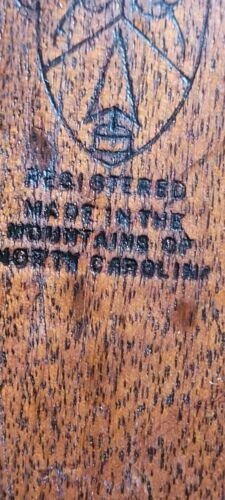 REGISTERED
MADE IN THE
MOUNTAINS OF
NORTH CAROLINA